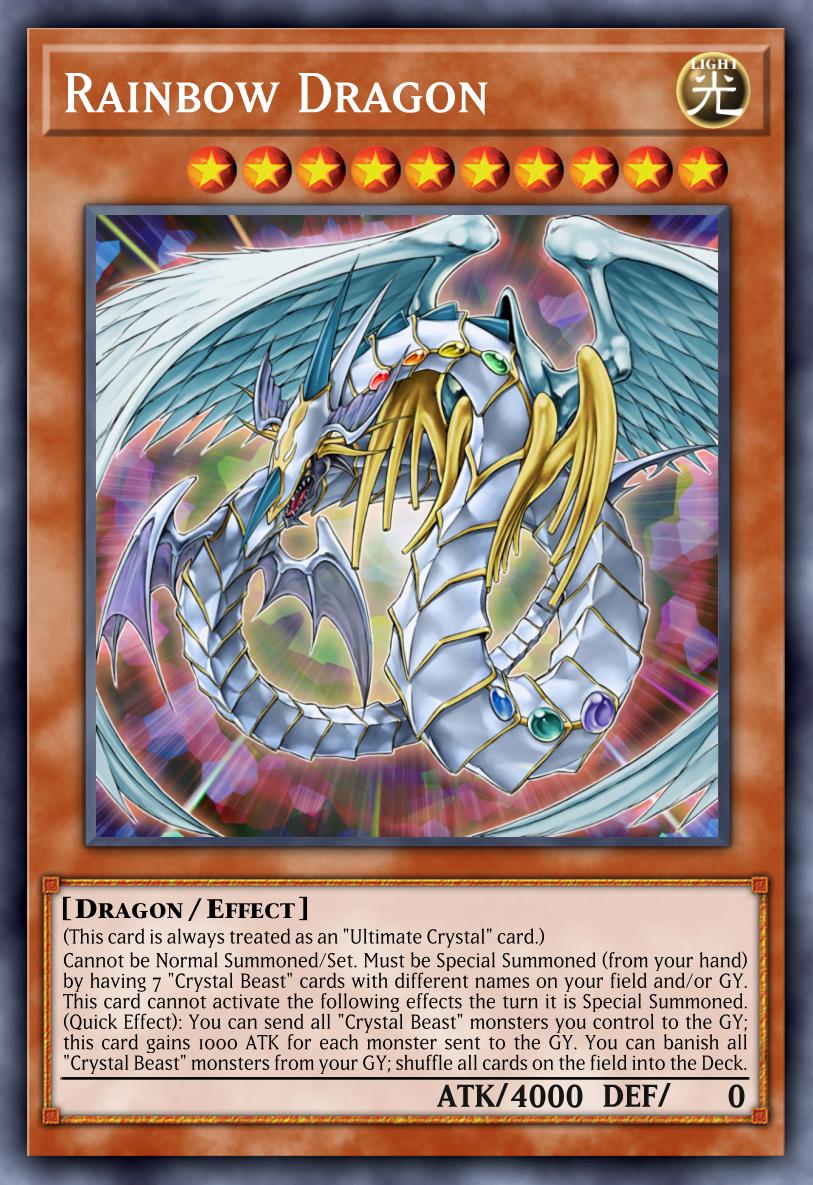 Rainbow Dragon
LIGHT
光
[Dragon/Effect]
(This card is always treated as an "Ultimate Crystal" card.)
Cannot be Normal Summoned/Set. Must be Special Summoned (from your hand)
by having 7 "Crystal Beast" cards with different names on your field and/or GY.
This card cannot activate the following effects the turn it is Special Summoned.
(Quick Effect): You can send all "Crystal Beast" monsters you control to the GY;
this card gains 1000 ATK for each monster sent to the GY. You can banish all
"Crystal Beast" monsters from your GY; shuffle all cards on the field into the Deck.
ATK/4000 DEF/ 0